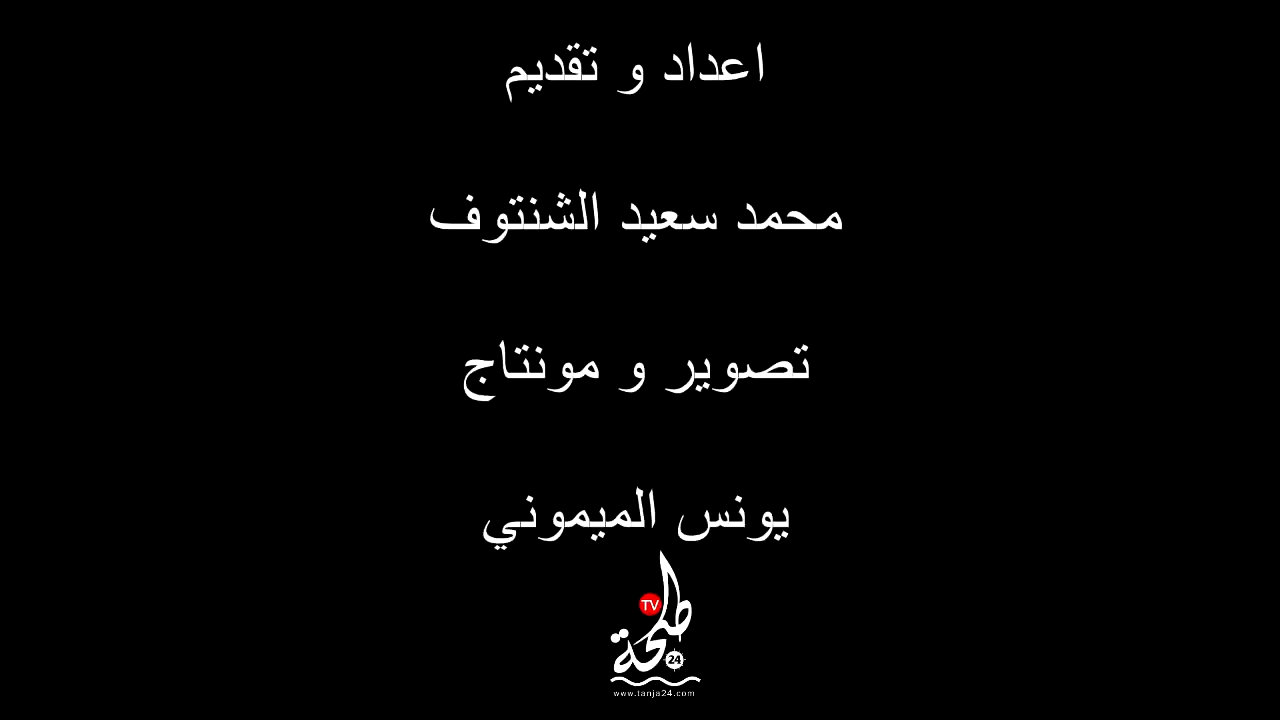 اعداد و تقديم
محمد سعيد الشنتوف
تصوير و مونتاج
يونس الميموني
TV
طنجة
24
www.tanja24.com